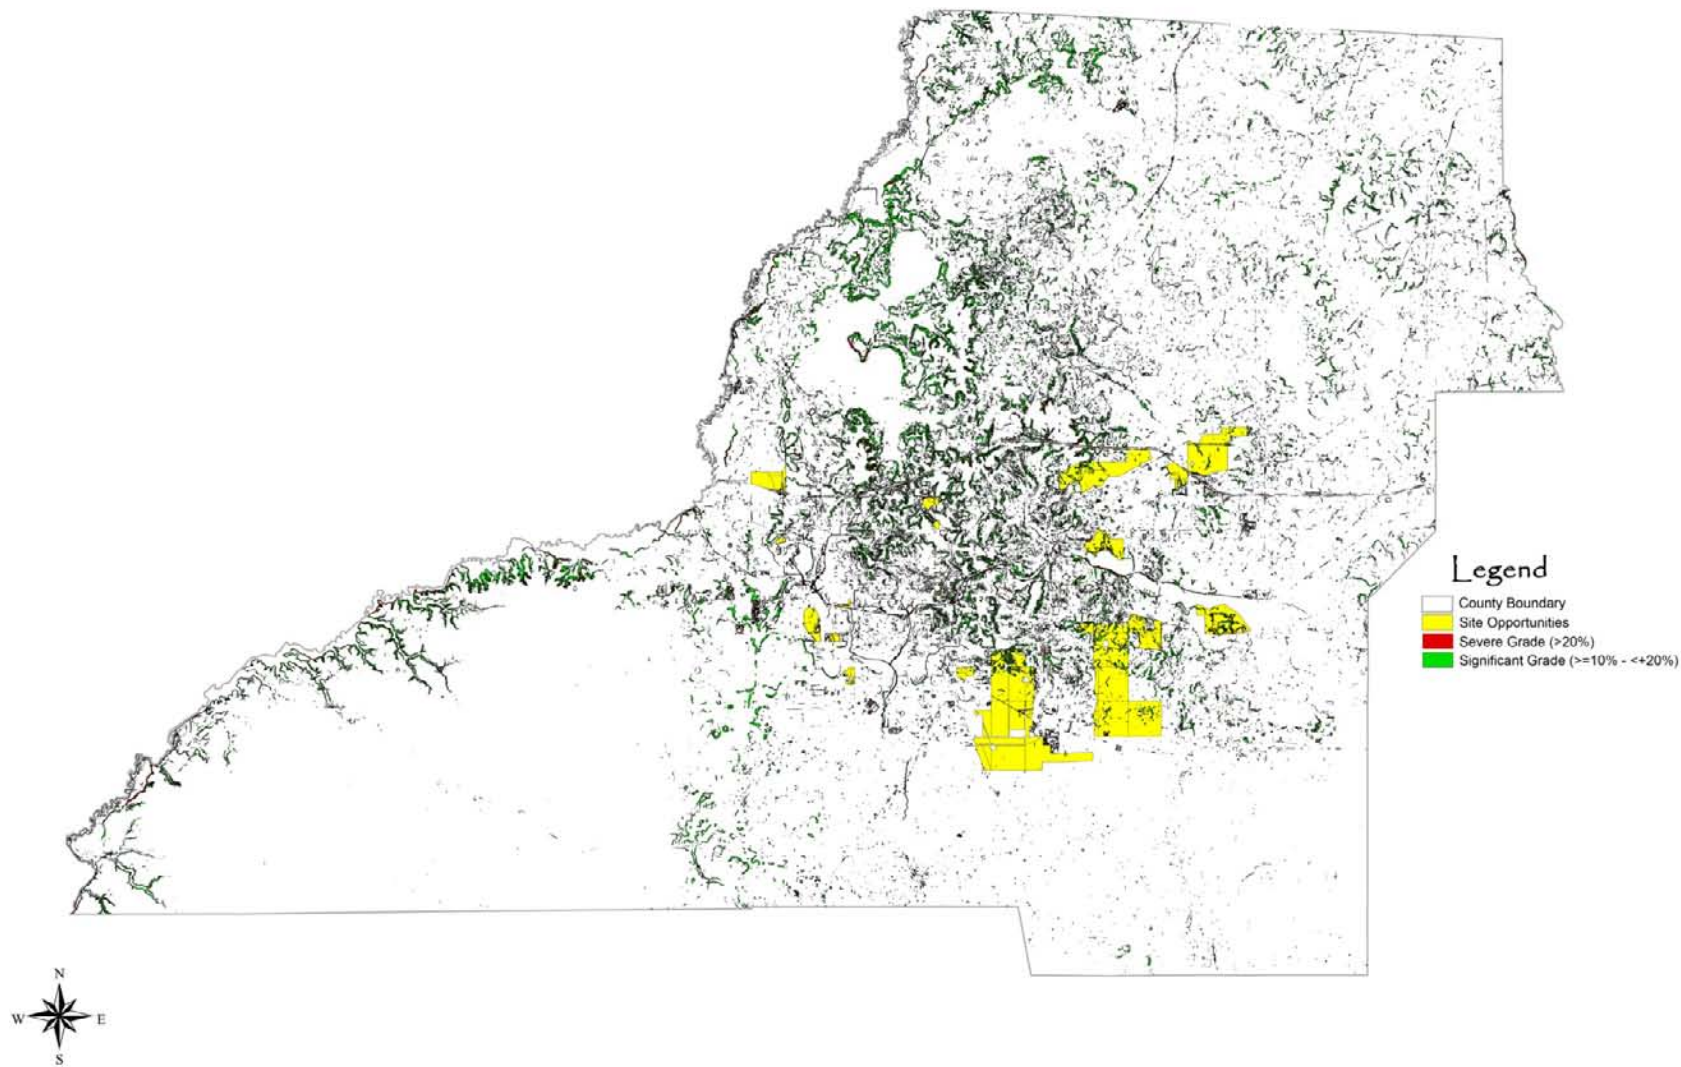 Legend
County Boundary
Site Opportunities
Severe Grade (>20%)
Significant Grade (>=10% - <+20%)
N
W E
S